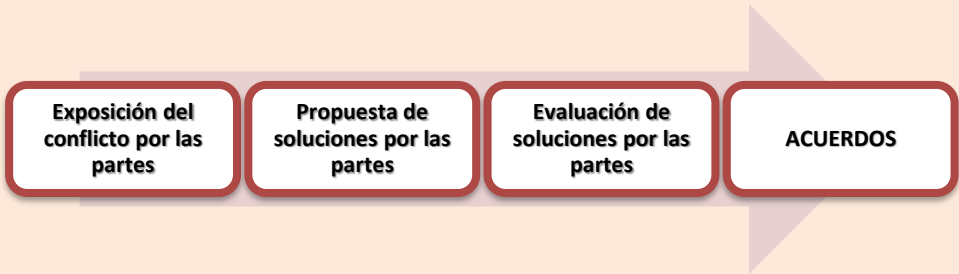 Exposición del
conflicto por las
partes
Propuesta de
soluciones por las
partes
Evaluación de
soluciones por las
partes
ACUERDOS